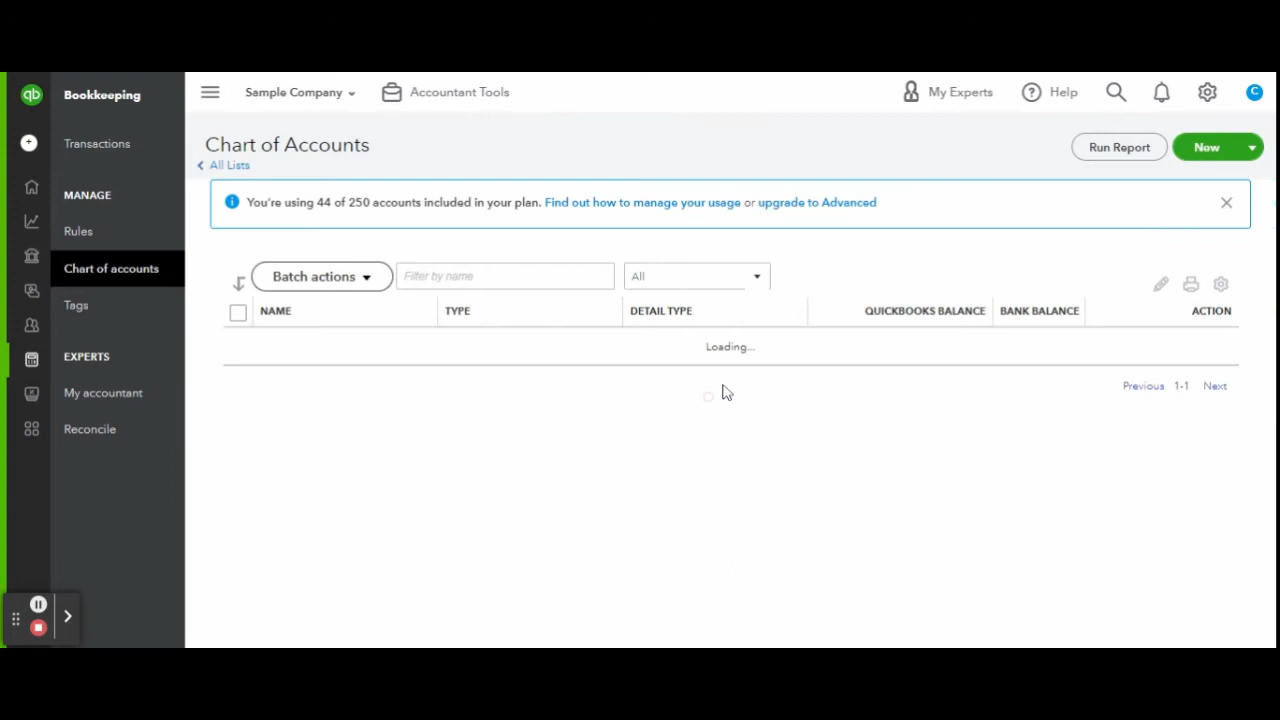 qb
Bookkeeping
Sample Company
Accountant Tools
My Experts
Help
C
Transactions
MANAGE
Rules
Chart of accounts
Tags
EXPERTS
My accountant
Reconcile
Chart of Accounts
All Lists
Run Report
New
You're using 44 of 250 accounts included in your plan. Find out how to manage your usage or upgrade to Advanced
Batch actions
Filter by name
All
NAME TYPE DETAIL TYPE QUICKBOOKS BALANCE BANK BALANCE ACTION
Loading...
Previous 1-1 Next